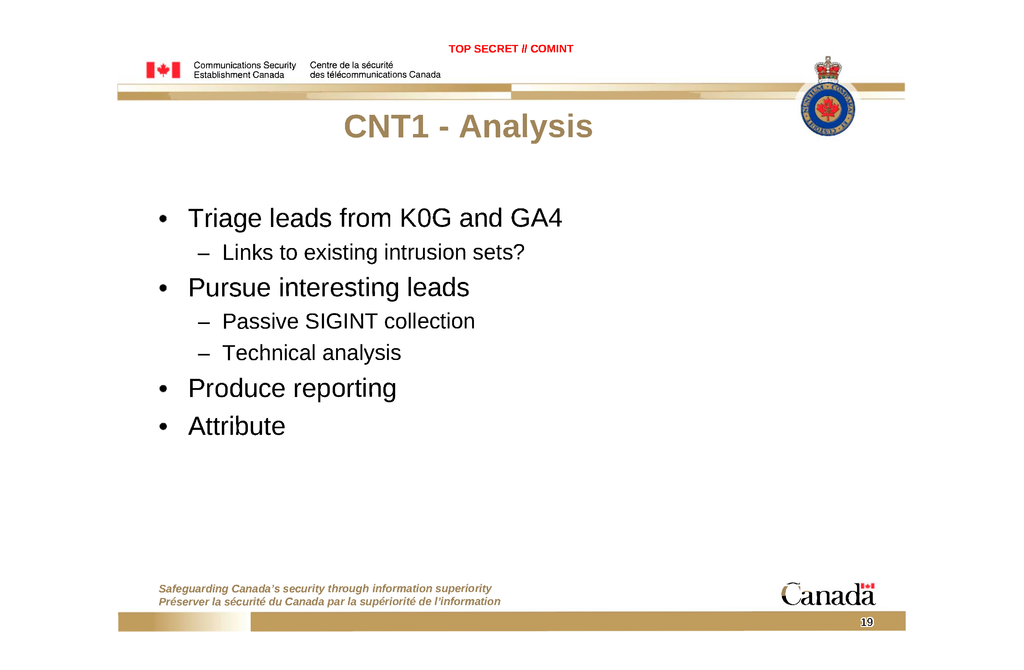 TOP SECRET // COMINT
Communications Security Centre de la sécurité
Establishment Canada des télécommunications Canada
CNT1 - Analysis
• Triage leads from K0G and GA4
– Links to existing intrusion sets?
• Pursue interesting leads
– Passive SIGINT collection
– Technical analysis
• Produce reporting
• Attribute
Safeguarding Canada's security through information superiority
Préserver la sécurité du Canada par la supériorité de l'information
Canada
19